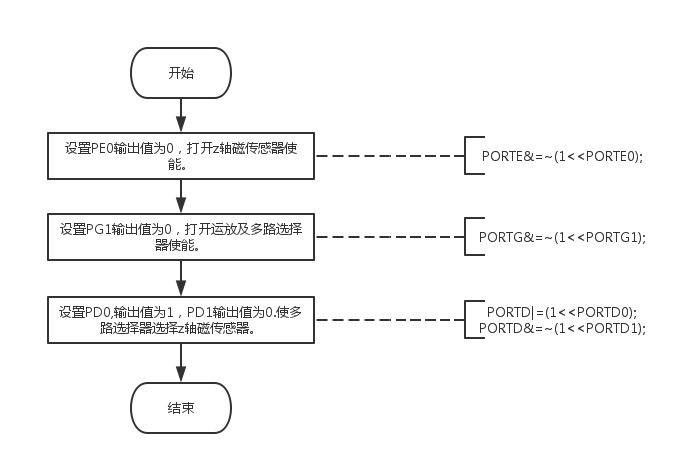 开始
设置PE0输出值为0，打开z轴磁传感器使
能。
PORTE&=~(1<<PORTE0);
设置PG1输出值为0，打开运放及多路选择
器使能。
PORTG&=~(1<<PORTG1);
设置PD0,输出值为1，PD1输出值为0.使多
路选择器选择z轴磁传感器。
PORTD|=(1<<PORTD0);
PORTD&=~(1<<PORTD1);
结束